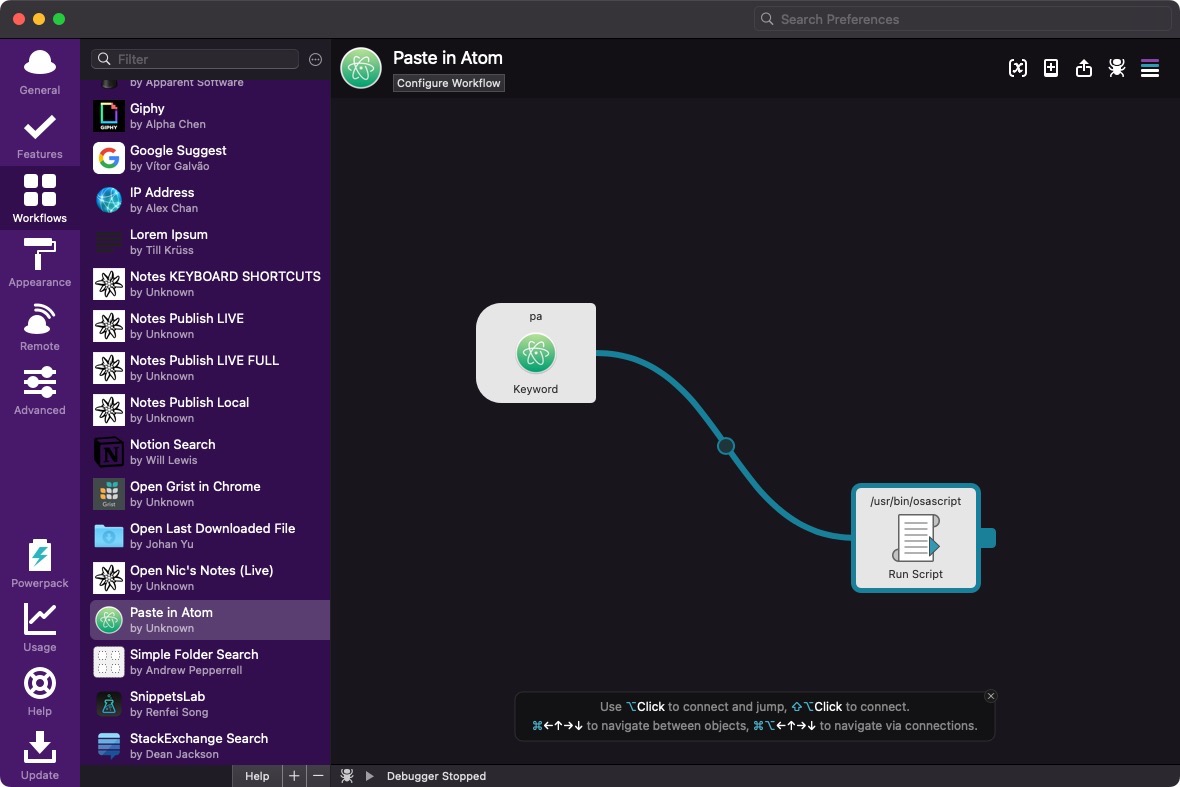 Search Preferences
General
Features
Workflows
Appearance
Remote
Advanced
Powerpack
Usage
Help
Update
Filter
by Apparent Software
Giphy
by Alpha Chen
GIPHY
Google Suggest
by Vítor Galvão
IP Address
by Alex Chan
Lorem Ipsum
by Till Krüss
Notes KEYBOARD SHORTCUTS
by Unknown
Notes Publish LIVE
by Unknown
Notes Publish LIVE FULL
by Unknown
Notes Publish Local
by Unknown
Notion Search
by Will Lewis
Open Grist in Chrome
by Unknown
Grist
Open Last Downloaded File
by Johan Yu
Open Nic's Notes (Live)
by Unknown
Paste in Atom
by Unknown
Simple Folder Search
by Andrew Pepperrell
SnippetsLab
by Renfei Song
StackExchange Search
by Dean Jackson
Help + −
Paste in Atom
Configure Workflow
pa
Keyword
/usr/bin/osascript
Run Script
Use ⌥Click to connect and jump, ⇧⌥Click to connect.
⌘←↑→↓ to navigate between objects, ⌘⌥←↑→↓ to navigate via connections.
Debugger Stopped